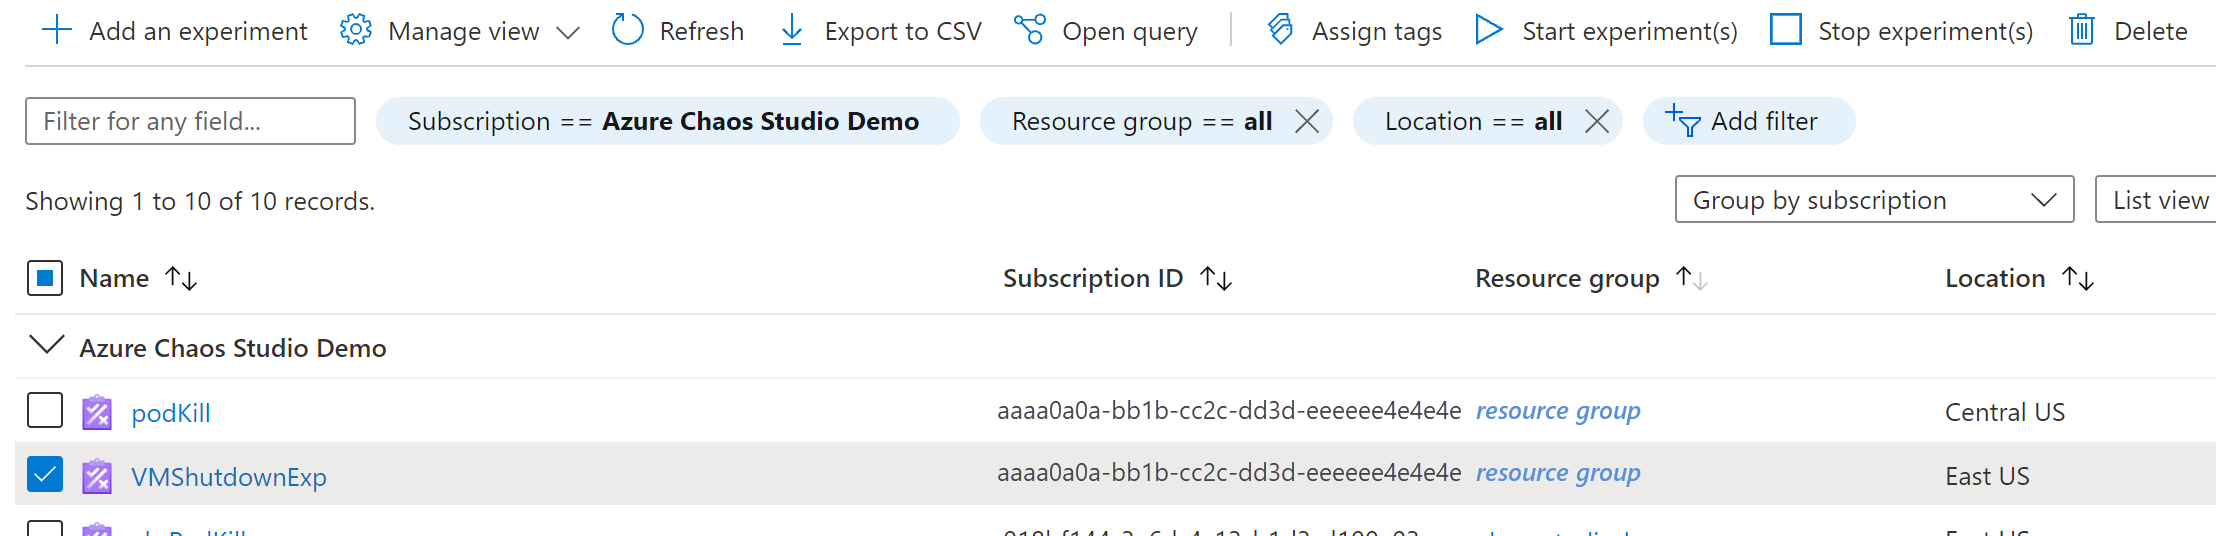 Add an experiment Manage view Refresh Export to CSV Open query Assign tags Start experiment(s) Stop experiment(s) Delete
Filter for any field... Subscription == Azure Chaos Studio Demo Resource group == all Location == all Add filter
Showing 1 to 10 of 10 records. Group by subscription List view
Name Subscription ID Resource group Location
Azure Chaos Studio Demo
podKill aaaa0a0a-bb1b-cc2c-dd3d-eeeeee4e4e4e resource group Central US
VMShutdownExp aaaa0a0a-bb1b-cc2c-dd3d-eeeeee4e4e4e resource group East US
East US